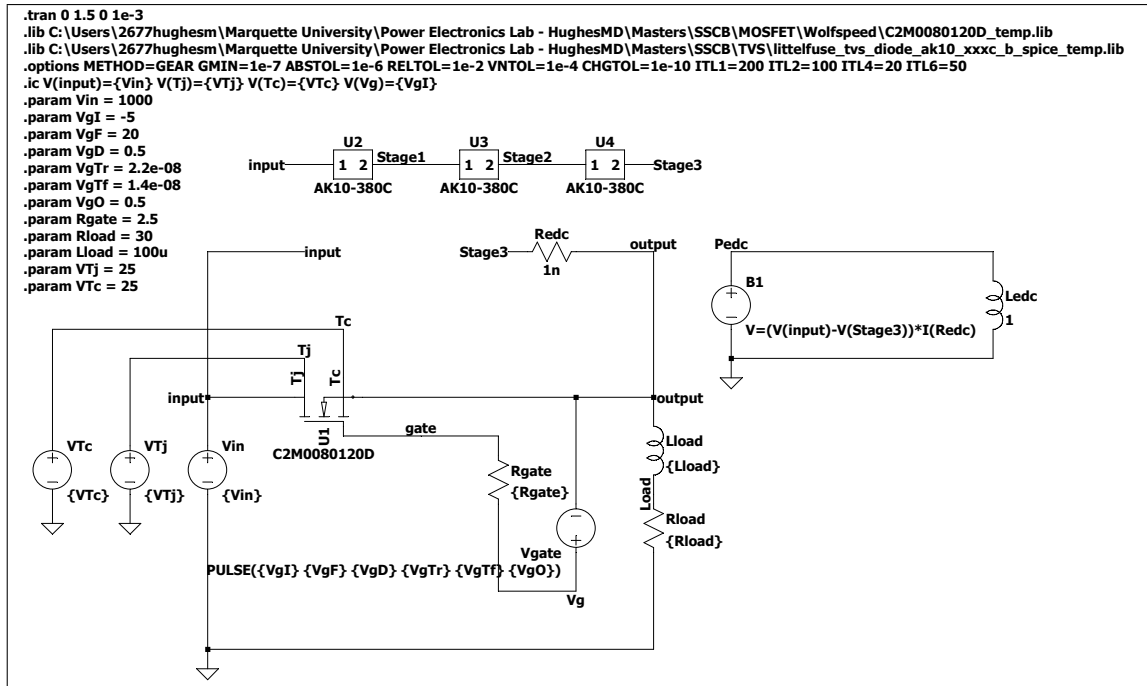 .tran 0 1.5 0 1e-3
.lib C:\Users\2677hughesm\Marquette University\Power Electronics Lab - HughesMD\Masters\SSCB\MOSFET\Wolfspeed\C2M0080120D_temp.lib
.lib C:\Users\2677hughesm\Marquette University\Power Electronics Lab - HughesMD\Masters\SSCB\TVS\littelfuse_tvs_diode_ak10_xxxc_b_spice_temp.lib
.options METHOD=GEAR GMIN=1e-7 ABSTOL=1e-6 RELTOL=1e-2 VNTOL=1e-4 CHGTOL=1e-10 ITL1=200 ITL2=100 ITL4=20 ITL6=50
.ic V(input)={Vin} V(Tj)={VTj} V(Tc)={VTc} V(Vg)={VgI}
.param Vin = 1000
.param VgI = -5
.param VgF = 20
.param VgD = 0.5
.param VgTr = 2.2e-08
.param VgTf = 1.4e-08
.param VgO = 0.5
.param Rgate = 2.5
.param Rload = 30
.param Lload = 100u
.param VTj = 25
.param VTc = 25
U2 U3 U4
input 1 2 Stage1 1 2 Stage2 1 2 Stage3
AK10-380C AK10-380C AK10-380C
input
Stage3
Redc
1n
output
Pedc
B1
V=(V(input)-V(Stage3))*I(Redc)
Ledc
1
Tc
Tj
Tj
Tc
input
output
U1
C2M0080120D
gate
VTc
{VTc}
VTj
{VTj}
Vin
{Vin}
Rgate
{Rgate}
Lload
{Lload}
Load
Rload
{Rload}
Vgate
PULSE({VgI} {VgF} {VgD} {VgTr} {VgTf} {VgO})
Vg